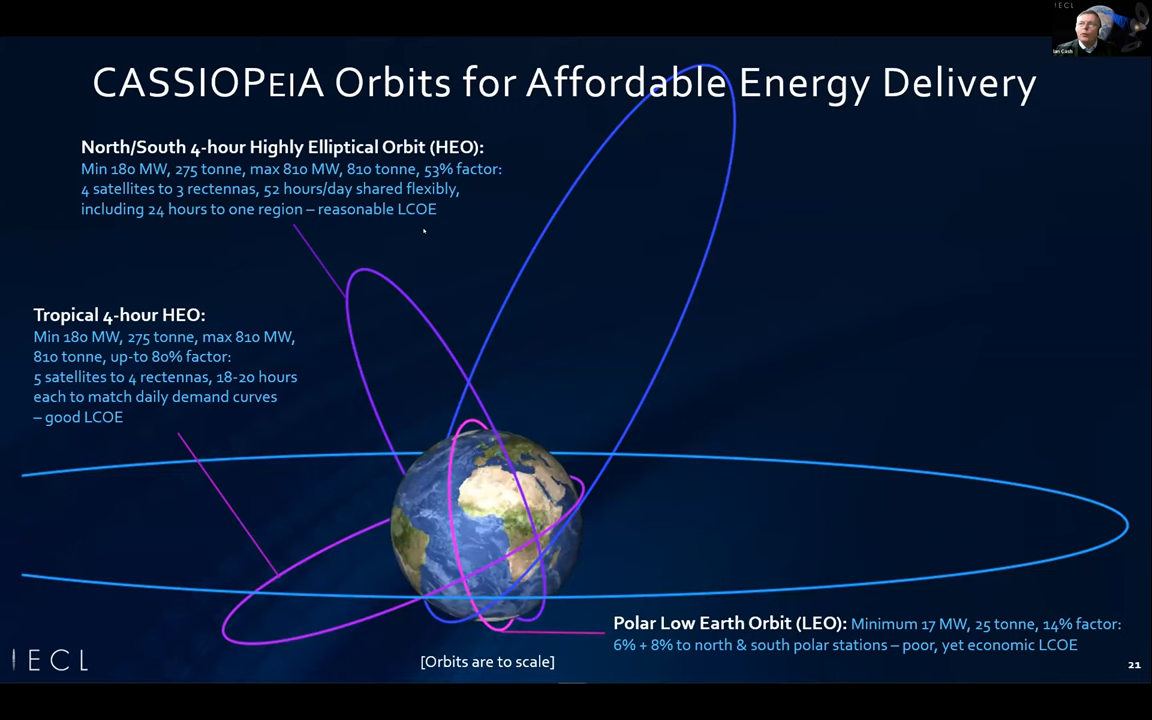 IECL
Ian Cash
CASSIOPEIA Orbits for Affordable Energy Delivery
North/South 4-hour Highly Elliptical Orbit (HEO):
Min 180 MW, 275 tonne, max 810 MW, 810 tonne, 53% factor:
4 satellites to 3 rectennas, 52 hours/day shared flexibly,
including 24 hours to one region – reasonable LCOE
Tropical 4-hour HEO:
Min 180 MW, 275 tonne, max 810 MW,
810 tonne, up-to 80% factor:
5 satellites to 4 rectennas, 18-20 hours
each to match daily demand curves
– good LCOE
Polar Low Earth Orbit (LEO): Minimum 17 MW, 25 tonne, 14% factor:
6% + 8% to north & south polar stations – poor, yet economic LCOE
[Orbits are to scale]
IECL
21